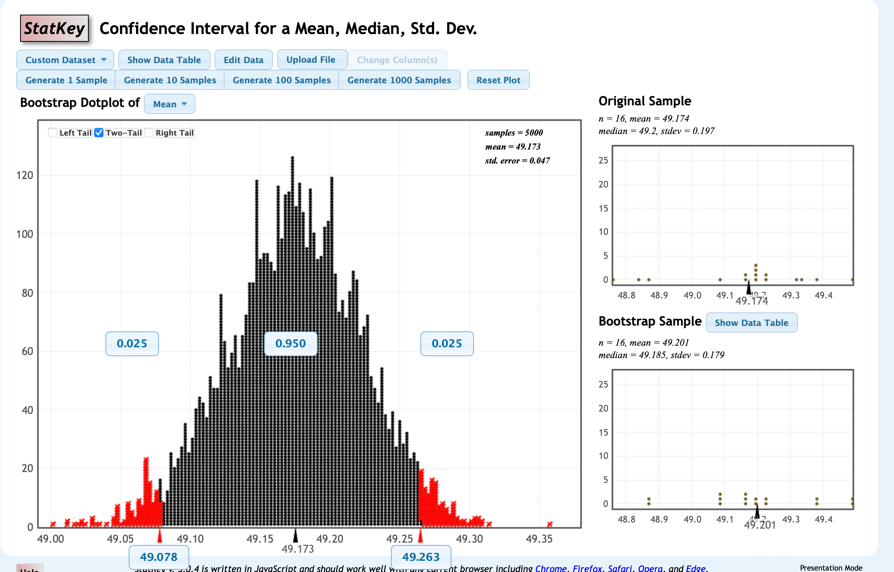 StatKey Confidence Interval for a Mean, Median, Std. Dev.
Custom Dataset Show Data Table Edit Data Upload File Change Column(s)
Generate 1 Sample Generate 10 Samples Generate 100 Samples Generate 1000 Samples Reset Plot
Bootstrap Dotplot of Mean
Left Tail Two-Tail Right Tail
samples = 5000
mean = 49.173
std. error = 0.047
120
100
80
60
40
20
0
0.025 0.950 0.025
49.00 49.05 49.10 49.15 49.20 49.25 49.30 49.35
49.173
49.078 49.263
Original Sample
n = 16, mean = 49.174
median = 49.2, stdev = 0.197
25
20
15
10
5
0
48.8 48.9 49.0 49.1 49.3 49.4
49.174
Bootstrap Sample Show Data Table
n = 16, mean = 49.201
median = 49.185, stdev = 0.179
25
20
15
10
5
0
48.8 48.9 49.0 49.1 49.3 49.4
49.201
Help
is written in JavaScript and should work well with any current browser including Chrome, Firefox, Safari, Opera, and Edge.
Presentation Mode